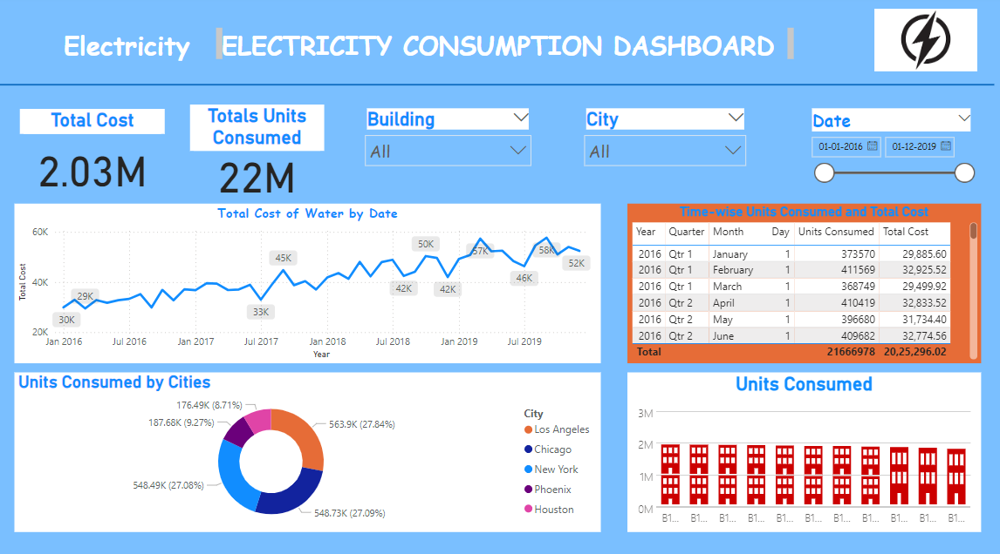 Electricity
ELECTRICITY CONSUMPTION DASHBOARD
Total Cost
2.03M
Totals Units
Consumed
22M
Building
All
City
All
Date
01-01-2016 01-12-2019
Total Cost of Water by Date
Total Cost
60K
40K
20K
30K
29K
33K
45K
42K
50K
42K
57K
46K
58K
52K
Jan 2016 Jul 2016 Jan 2017 Jul 2017 Jan 2018 Jul 2018 Jan 2019 Jul 2019
Year
Time-wise Units Consumed and Total Cost
Year Quarter Month Day Units Consumed Total Cost
2016 Qtr 1 January 1 373570 29,885.60
2016 Qtr 1 February 1 411569 32,925.52
2016 Qtr 1 March 1 368749 29,499.92
2016 Qtr 2 April 1 410419 32,833.52
2016 Qtr 2 May 1 396680 31,734.40
2016 Qtr 2 June 1 409682 32,774.56
Total 21666978 20,25,296.02
Units Consumed by Cities
176.49K (8.71%)
187.68K (9.27%)
548.49K (27.08%)
563.9K (27.84%)
548.73K (27.09%)
City
Los Angeles
Chicago
New York
Phoenix
Houston
Units Consumed
3M
2M
1M
0M
B1... B1... B1... B1... B1... B1... B1... B1... B1... B1... B1...